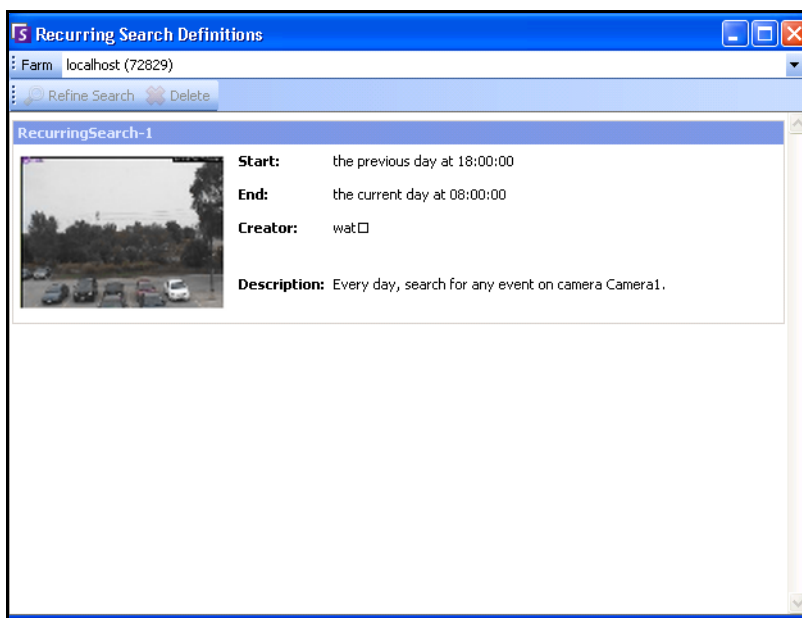 Recurring Search Definitions
Farm localhost (72829)
Refine Search Delete
RecurringSearch-1
Start: the previous day at 18:00:00
End: the current day at 08:00:00
Creator: wat□
Description: Every day, search for any event on camera Camera1.